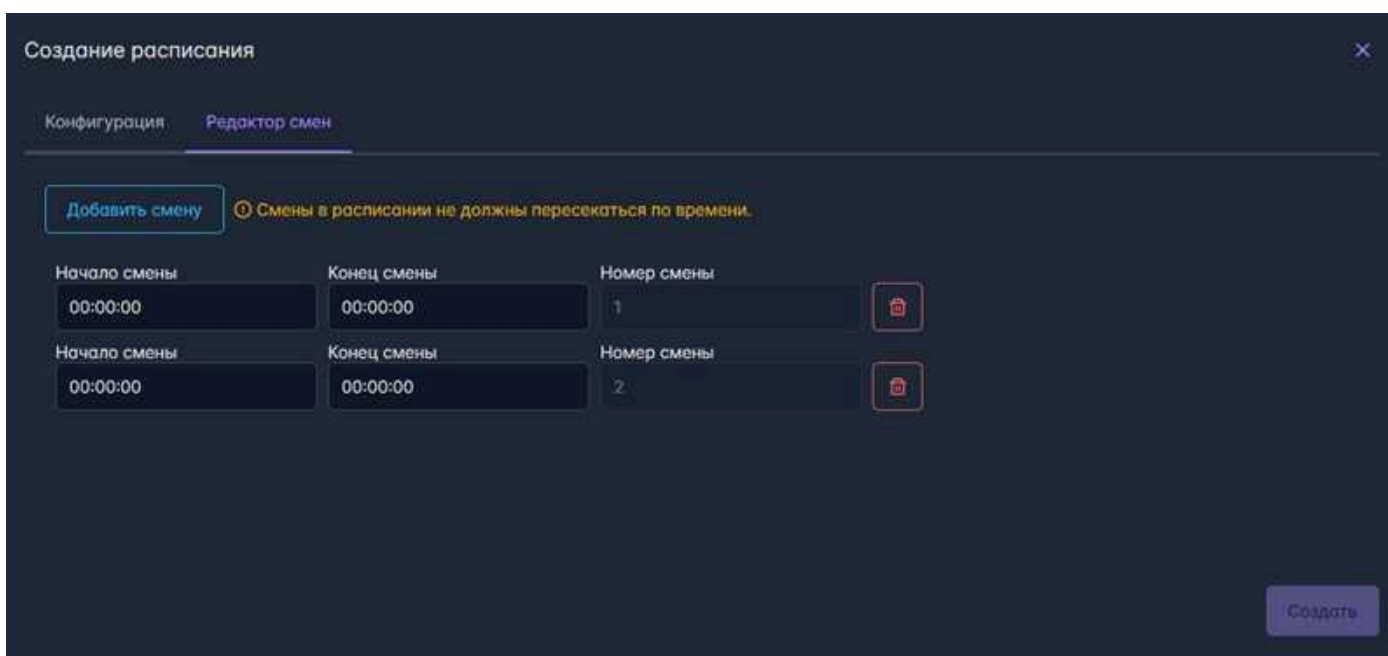 Создание расписания
Конфигурация Редактор смен
Добавить смену Смены в расписании не должны пересекаться по времени.
Начало смены Конец смены Номер смены
00:00:00 00:00:00 1
Начало смены Конец смены Номер смены
00:00:00 00:00:00 2
Создать